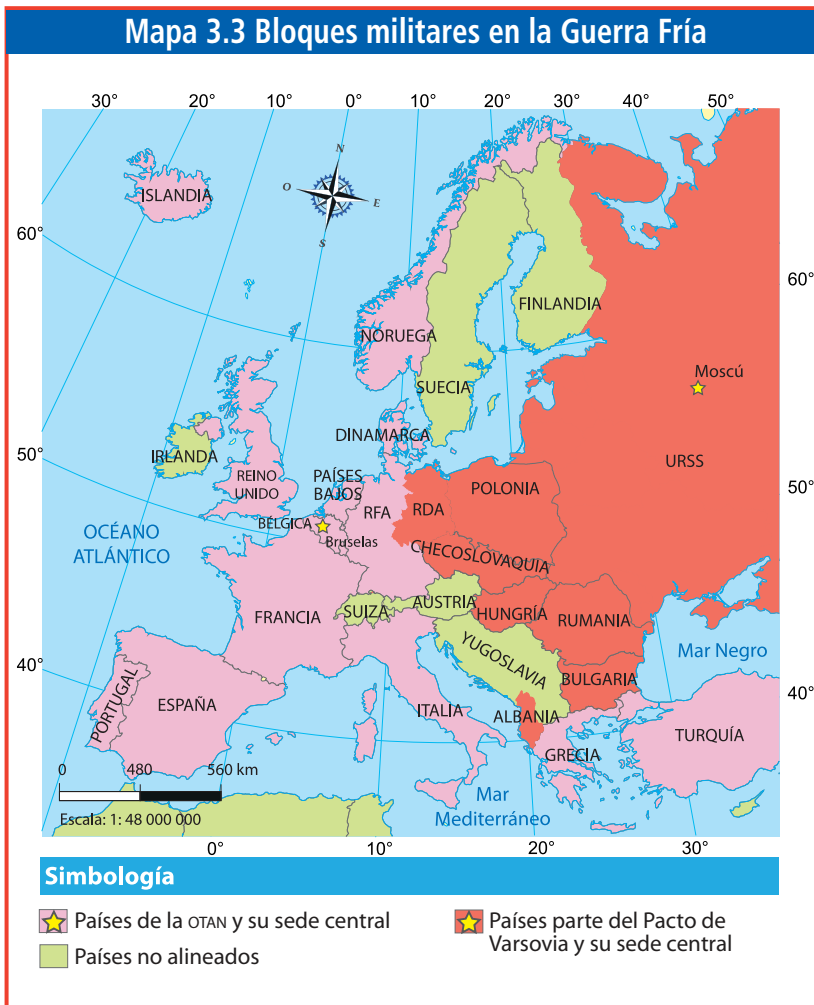 Mapa 3.3 Bloques militares en la Guerra Fría
30° 20° 10° 0° 10° 20° 30° 40° 50°
N
O
E
S
ISLANDIA
60°
60°
FINLANDIA
NORUEGA
SUECIA
Moscú
50°
DINAMARCA
IRLANDA
URSS
REINO
UNIDO
PAÍSES
BAJOS
POLONIA
50°
RFA
RDA
BÉLGICA
Bruselas
OCÉANO
ATLÁNTICO
CHECOSLOVAQUIA
FRANCIA
SUIZA
AUSTRIA
HUNGRÍA
RUMANIA
YUGOSLAVIA
Mar Negro
40°
BULGARIA
40°
PORTUGAL
ESPAÑA
ITALIA
ALBANIA
TURQUÍA
GRECIA
0 480 560 km
Escala: 1: 48 000 000
Mar
Mediterráneo
0° 10° 20° 30°
Simbología
Países de la OTAN y su sede central
Países no alineados
Países parte del Pacto de
Varsovia y su sede central